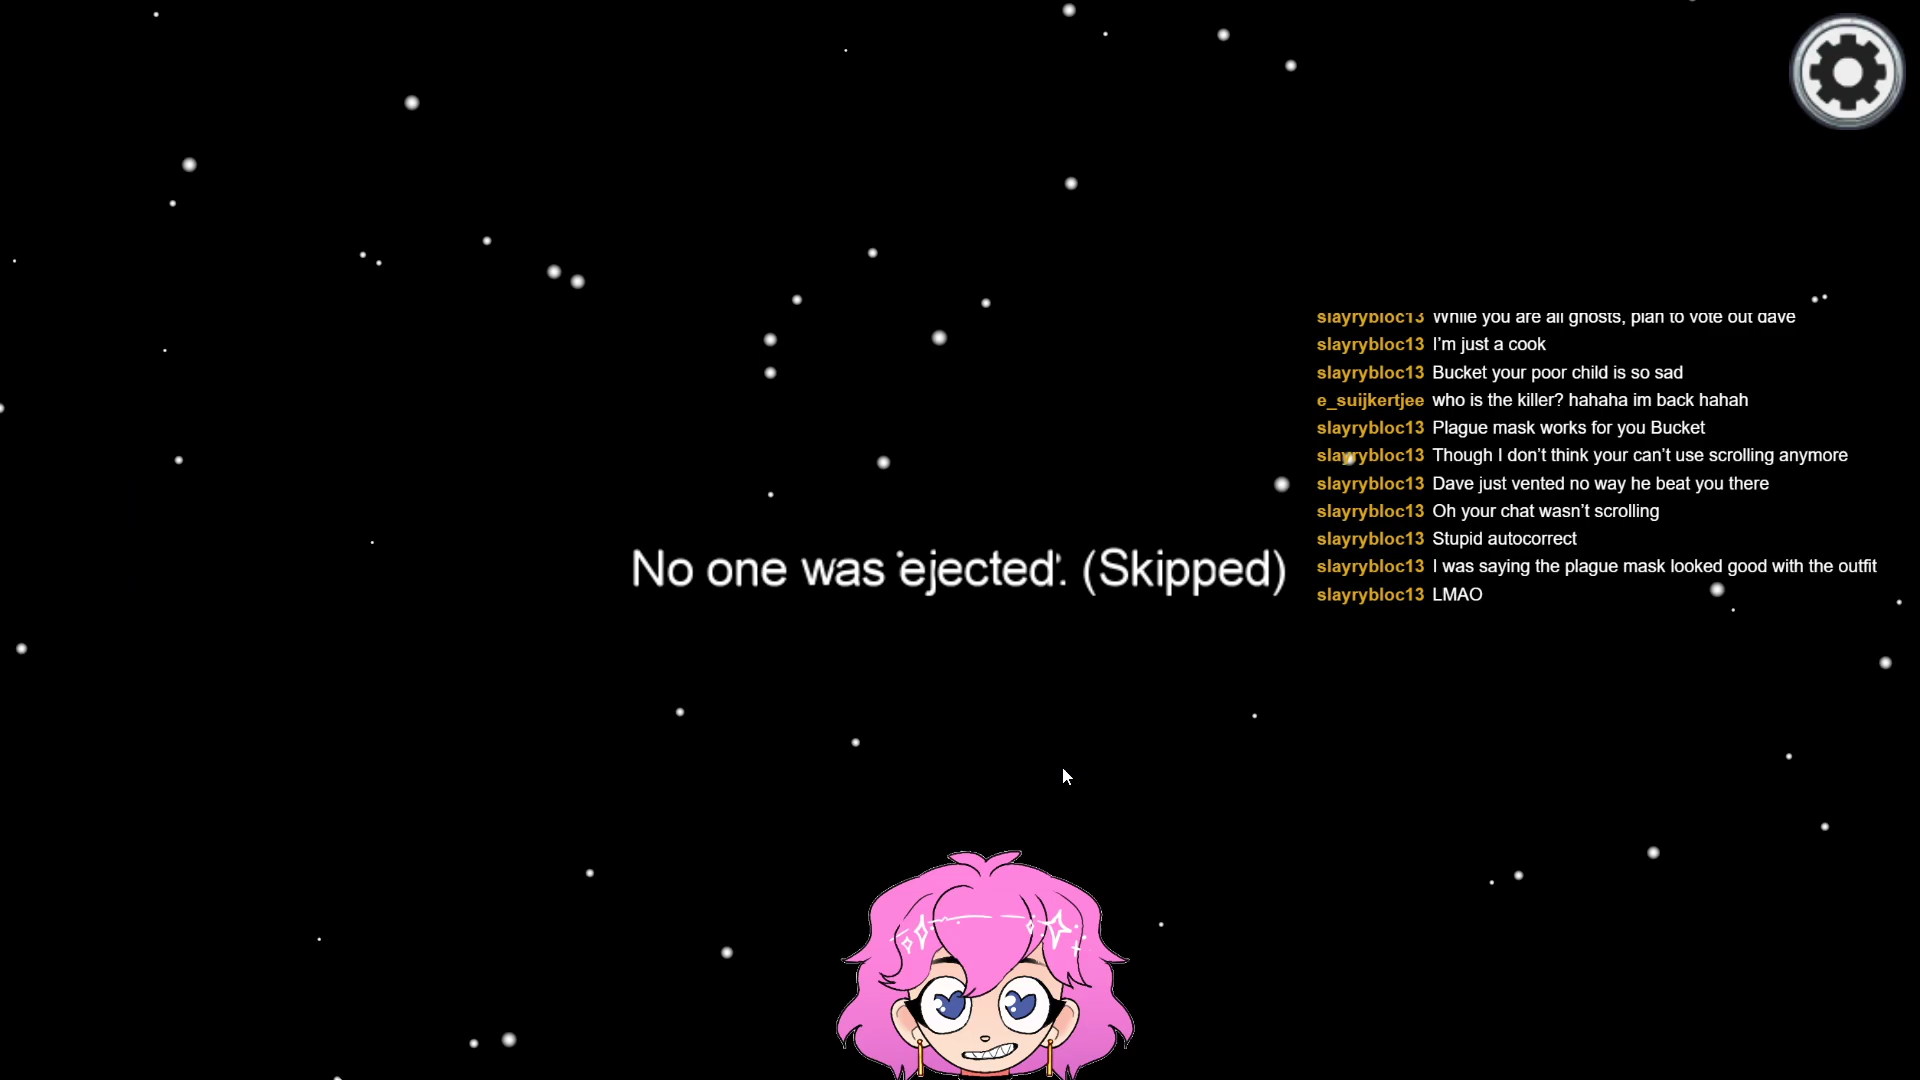 slayrybloc13 While you are all ghosts, plan to vote out dave
slayrybloc13 I'm just a cook
slayrybloc13 Bucket your poor child is so sad
e_suijkertjee who is the killer? hahaha im back hahah
slayrybloc13 Plague mask works for you Bucket
slayrybloc13 Though I don't think your can't use scrolling anymore
slayrybloc13 Dave just vented no way he beat you there
slayrybloc13 Oh your chat wasn't scrolling
slayrybloc13 Stupid autocorrect
slayrybloc13 I was saying the plague mask looked good with the outfit
slayrybloc13 LMAO
No one was ejected. (Skipped)